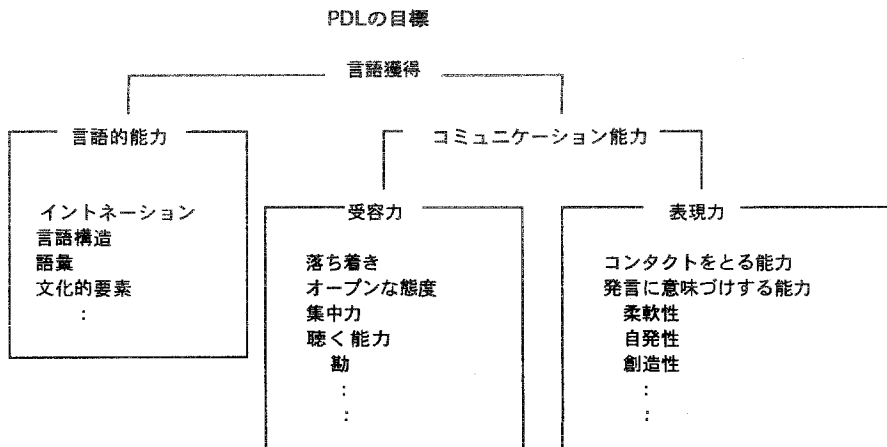 PDLの目標
言語獲得
言語的能力
コミュニケーション能力
イントネーション
言語構造
語彙
文化的要素
:
受容力
落ち着き
オープンな態度
集中力
聴く能力
勘
:
:
表現力
コンタクトをとる能力
発言に意味づけする能力
柔軟性
自発性
創造性
:
: